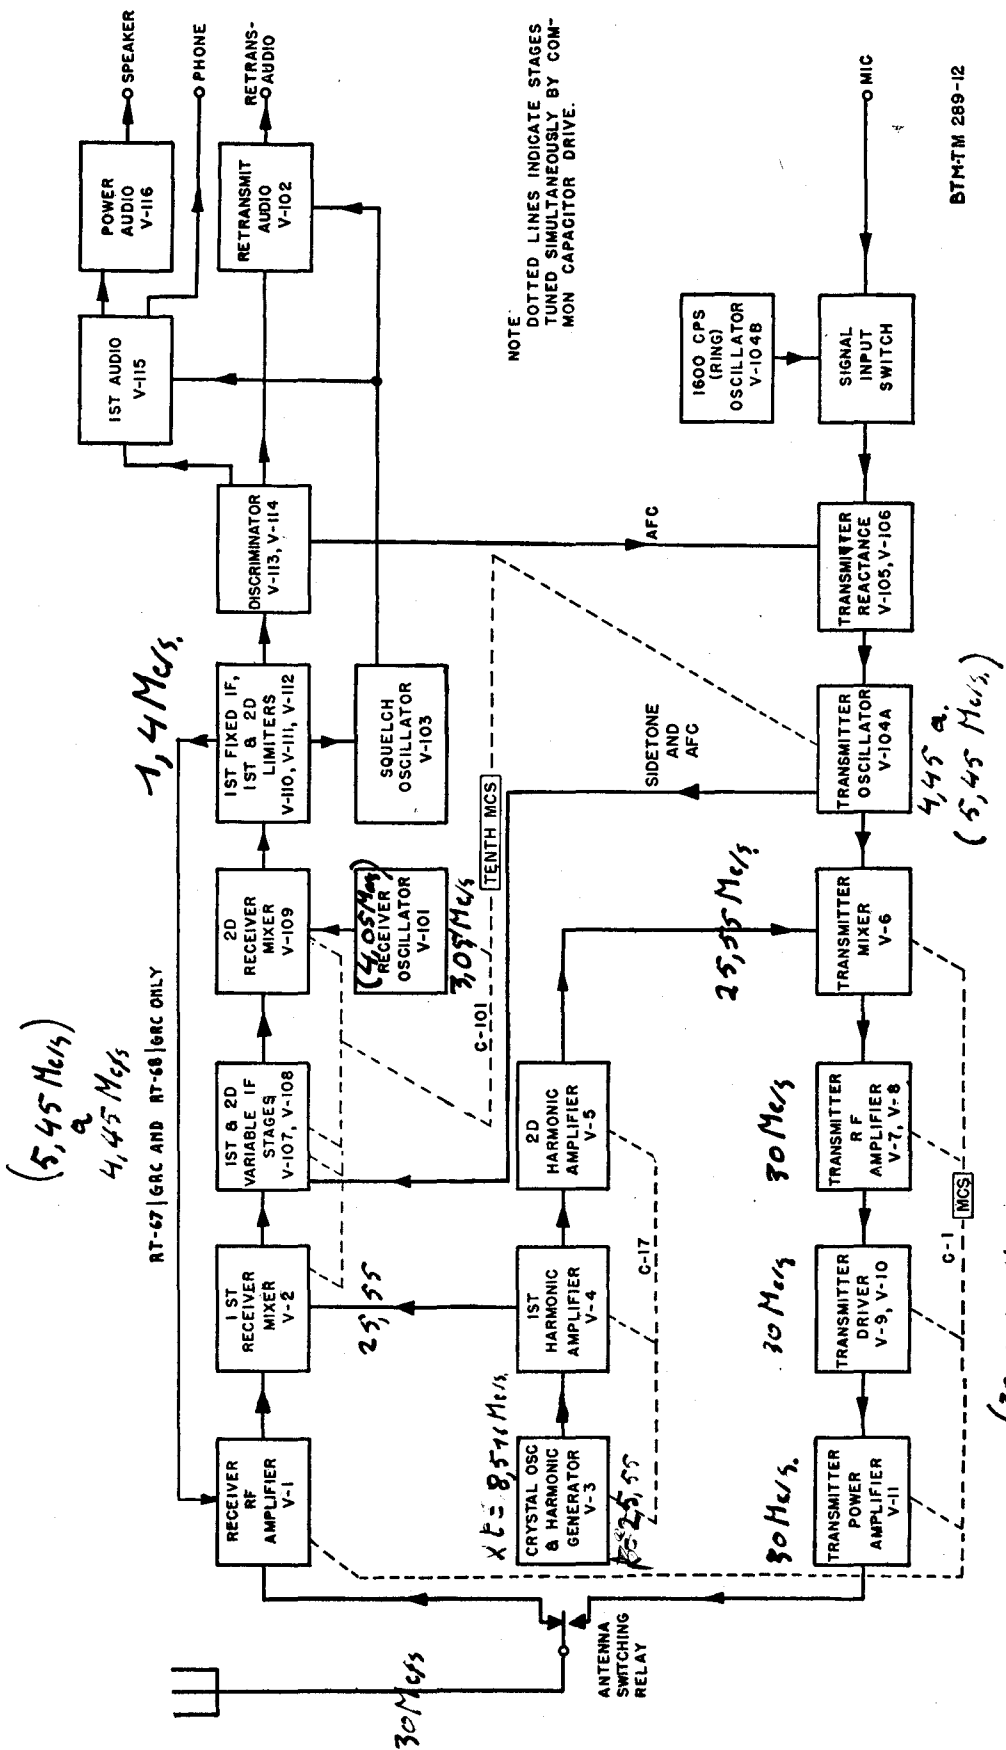 (5,45 Mc/s)
a
4,45 Mc/s
1,4 Mc/s.
RT-67/GRC AND RT-68/GRC ONLY
RECEIVER
RF
AMPLIFIER
V-1
1 ST
RECEIVER
MIXER
V-2
1ST & 2D
VARIABLE IF
STAGES
V-107, V-108
2D
RECEIVER
MIXER
V-109
1ST FIXED IF,
1ST & 2D
LIMITERS
V-110, V-111, V-112
DISCRIMINATOR
V-113, V-114
1ST AUDIO
V-115
POWER
AUDIO
V-116
SPEAKER
PHONE
RETRANSMIT
AUDIO
V-102
RETRANS-
AUDIO
25,55
(4,05 Mc/s)
RECEIVER
OSCILLATOR
V-101
3,05 Mc/s
SQUELCH
OSCILLATOR
V-103
C-101
TENTH MCS
30 Mc/s
xt = 8,516 Mc/s.
CRYSTAL OSC
& HARMONIC
GENERATOR
V-3
25,55
1ST
HARMONIC
AMPLIFIER
V-4
2D
HARMONIC
AMPLIFIER
V-5
C-17
SIDETONE
AND
AFC
AFC
NOTE
DOTTED LINES INDICATE STAGES
TUNED SIMULTANEOUSLY BY COM-
MON CAPACITOR DRIVE.
ANTENNA
SWITCHING
RELAY
1600 CPS
(RING)
OSCILLATOR
V-104B
25,55 Mc/s.
30 Mc/s.
TRANSMITTER
POWER
AMPLIFIER
V-11
30 Mc/s
TRANSMITTER
DRIVER
V-9, V-10
30 Mc/s
TRANSMITTER
RF
AMPLIFIER
V-7, V-8
TRANSMITTER
MIXER
V-6
TRANSMITTER
OSCILLATOR
V-104A
TRANSMITTER
REACTANCE
V-105, V-106
SIGNAL
INPUT
SWITCH
MIC
4,45 a.
(5,45 Mc/s)
C-1
MCS
BTM-TM 289-12